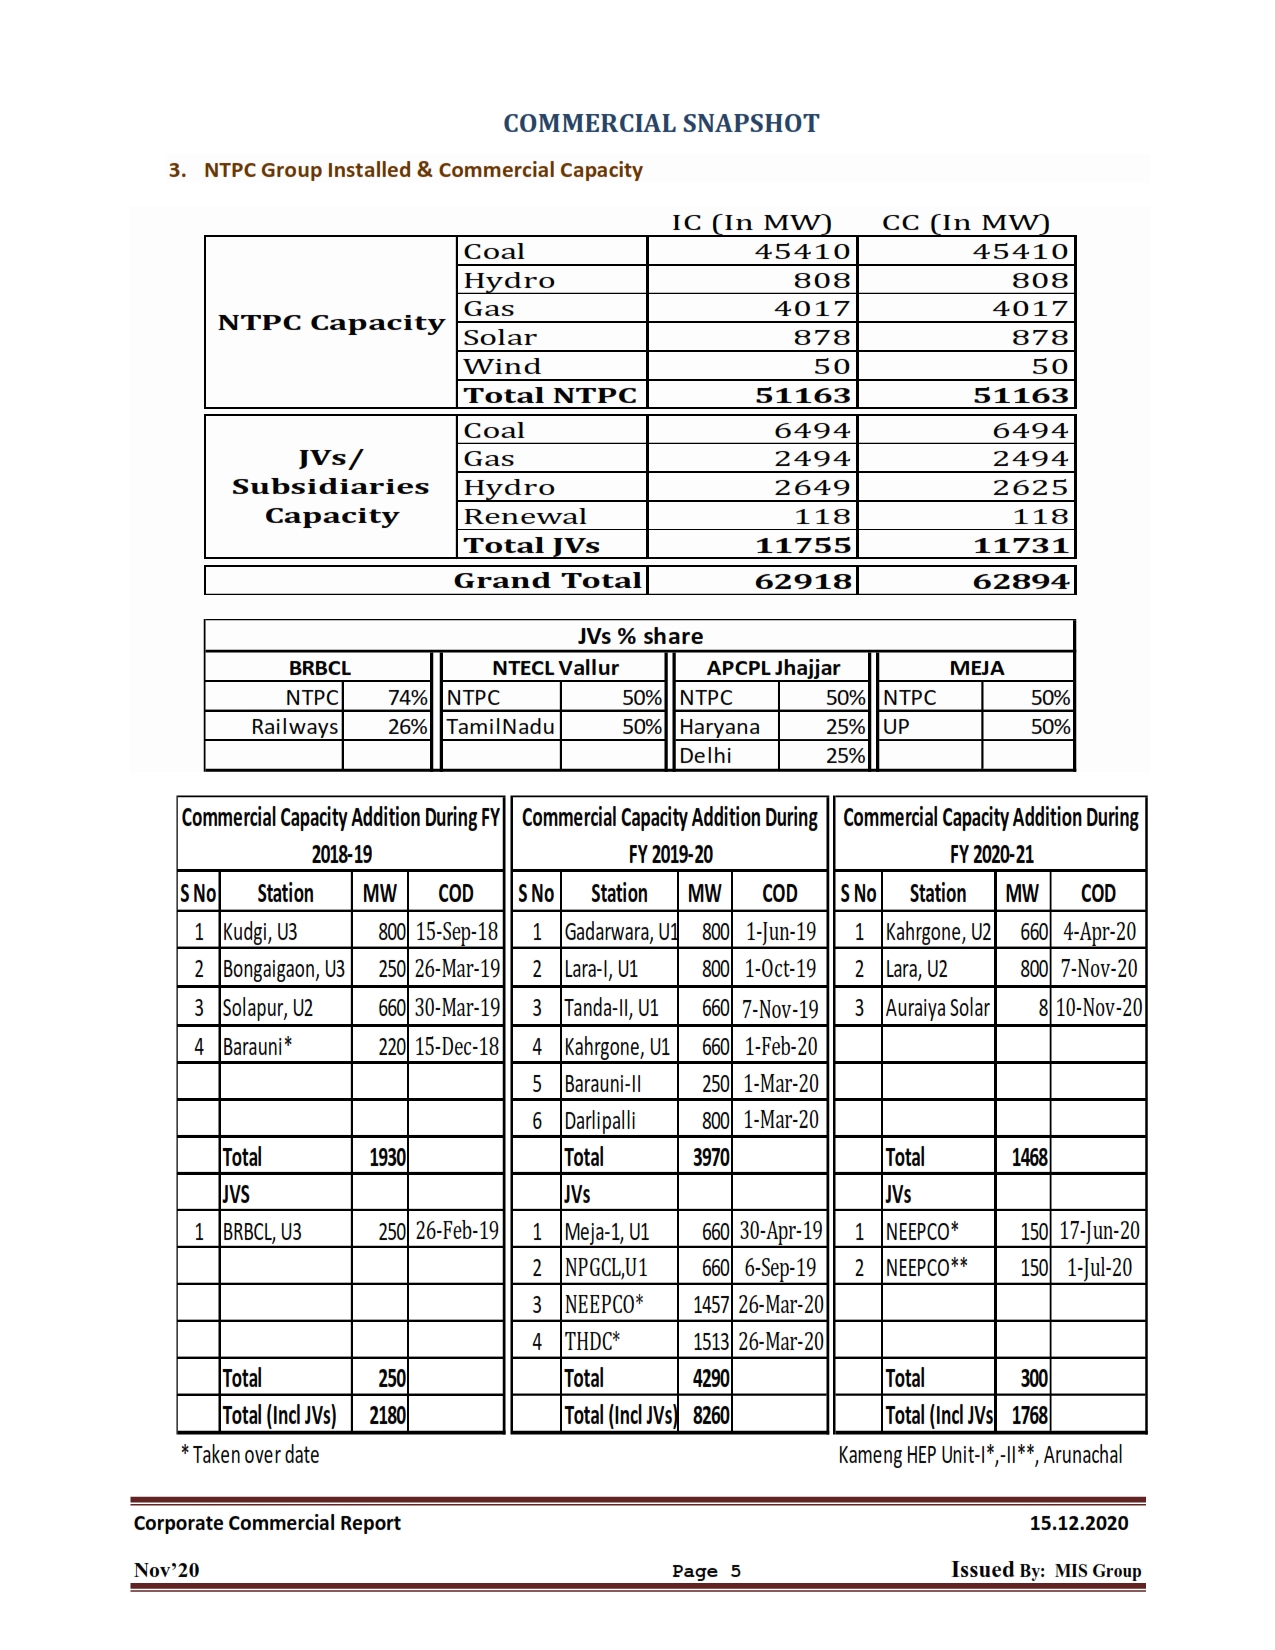 COMMERCIAL SNAPSHOT
3. NTPC Group Installed & Commercial Capacity
IC (In MW) CC (In MW)
NTPC Capacity
Coal 45410 45410
Hydro 808 808
Gas 4017 4017
Solar 878 878
Wind 50 50
Total NTPC 51163 51163
JVs/
Subsidiaries
Capacity
Coal 6494 6494
Gas 2494 2494
Hydro 2649 2625
Renewal 118 118
Total JVs 11755 11731
Grand Total 62918 62894
JVs % share
BRBCL NTECL Vallur APCPL Jhajjar MEJA
NTPC 74% NTPC 50% NTPC 50% NTPC 50%
Railways 26% TamilNadu 50% Haryana 25% UP 50%
Delhi 25%
Commercial Capacity Addition During FY
2018-19
S No Station MW COD
1 Kudgi, U3 800 15-Sep-18
2 Bongaigaon, U3 250 26-Mar-19
3 Solapur, U2 660 30-Mar-19
4 Barauni* 220 15-Dec-18
Total 1930
JVS
1 BRBCL, U3 250 26-Feb-19
Total 250
Total (Incl JVs) 2180
* Taken over date
Commercial Capacity Addition During
FY 2019-20
S No Station MW COD
1 Gadarwara, U1 800 1-Jun-19
2 Lara-I, U1 800 1-Oct-19
3 Tanda-II, U1 660 7-Nov-19
4 Kahrgone, U1 660 1-Feb-20
5 Barauni-II 250 1-Mar-20
6 Darlipalli 800 1-Mar-20
Total 3970
JVs
1 Meja-1, U1 660 30-Apr-19
2 NPGCL,U1 660 6-Sep-19
3 NEEPCO* 1457 26-Mar-20
4 THDC* 1513 26-Mar-20
Total 4290
Total (Incl JVs) 8260
Commercial Capacity Addition During
FY 2020-21
S No Station MW COD
1 Kahrgone, U2 660 4-Apr-20
2 Lara, U2 800 7-Nov-20
3 Auraiya Solar 8 10-Nov-20
Total 1468
JVs
1 NEEPCO* 150 17-Jun-20
2 NEEPCO** 150 1-Jul-20
Total 300
Total (Incl JVs 1768
Kameng HEP Unit-I*,-II**, Arunachal
Corporate Commercial Report 15.12.2020
Nov’20 Page 5 Issued By: MIS Group